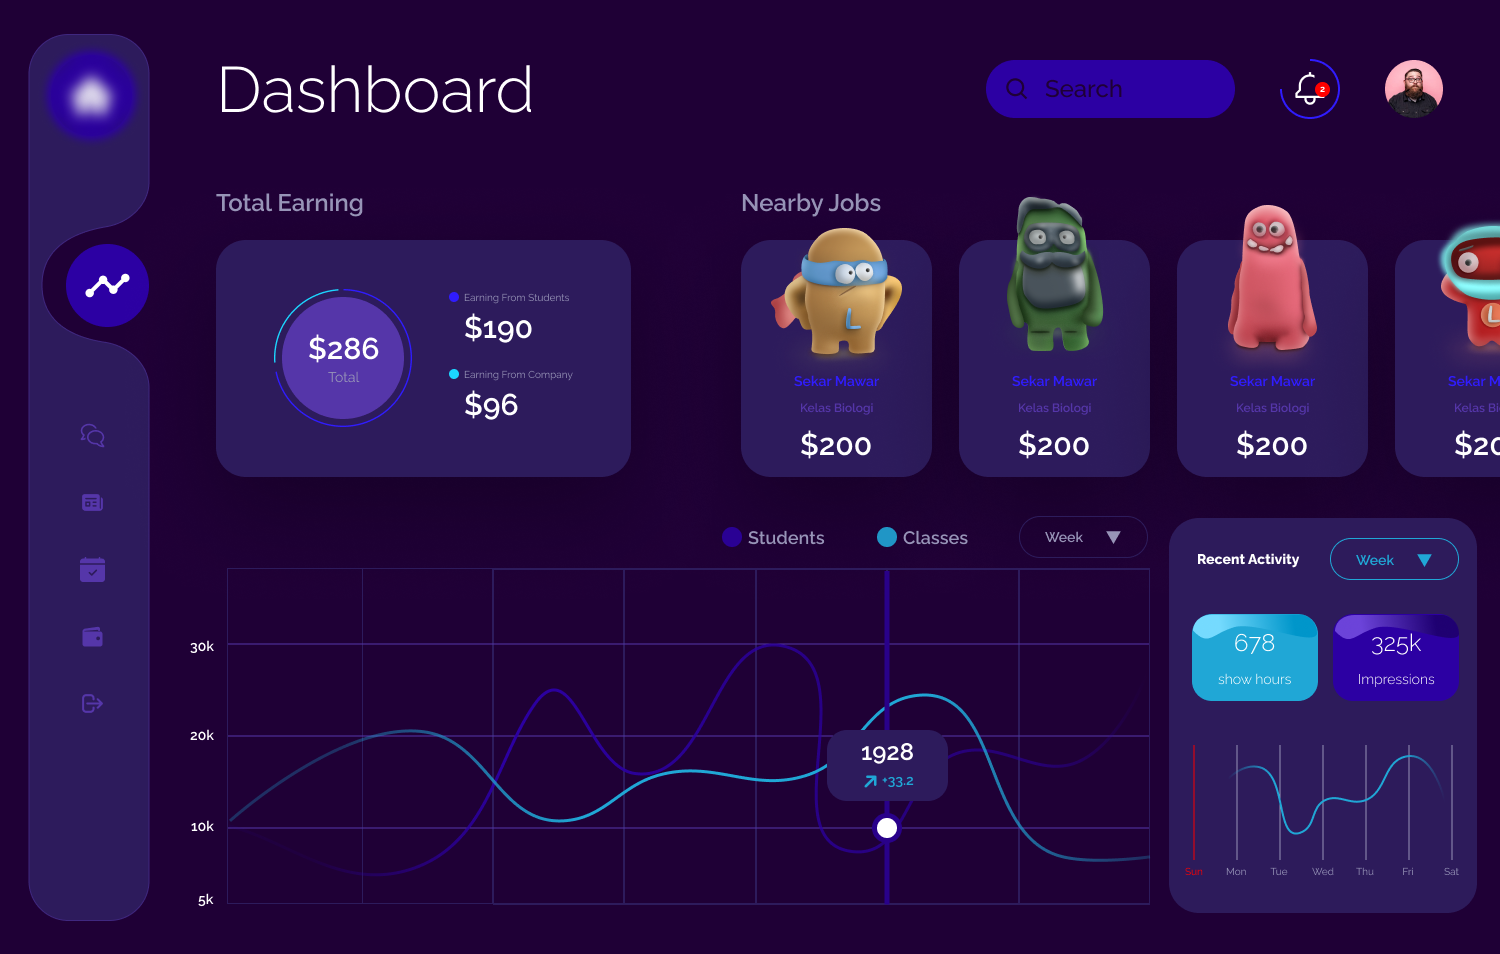 Dashboard
Search
2
Total Earning
$286
Total
Earning From Students
$190
Earning From Company
$96
Nearby Jobs
L
Sekar Mawar
Kelas Biologi
$200
Sekar Mawar
Kelas Biologi
$200
Sekar Mawar
Kelas Biologi
$200
L
Sekar M
Kelas Bi
$20
Students
Classes
Week
30k
20k
10k
5k
1928
+33.2
Recent Activity
Week
678
show hours
325k
Impressions
Sun Mon Tue Wed Thu Fri Sat